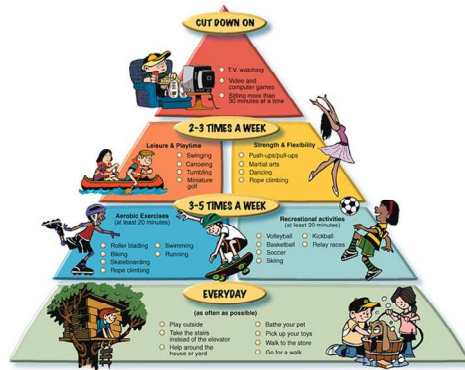 CUT DOWN ON
T.V. watching
Video and
computer games
Sitting more than
30 minutes at a time
2-3 TIMES A WEEK
Leisure & Playtime
Swinging
Canoeing
Tumbling
Miniature
golf
Strength & Flexibility
Push-ups/pull-ups
Martial arts
Dancing
Rope climbing
3-5 TIMES A WEEK
Aerobic Exercises
(at least 20 minutes)
Roller blading
Biking
Skateboarding
Rope climbing
Swimming
Running
Recreational activities
(at least 20 minutes)
Volleyball
Basketball
Soccer
Skiing
Kickball
Relay races
EVERYDAY
(as often as possible)
Play outside
Take the stairs
instead of the elevator
Help around the
house or yard
Bathe your pet
Pick up your toys
Walk to the store
Go for a walk